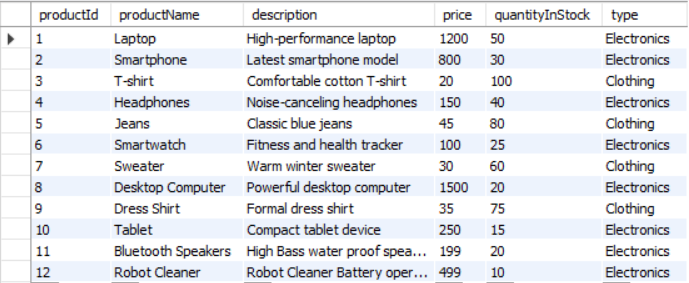 productId productName description price quantityInStock type
1 Laptop High-performance laptop 1200 50 Electronics
2 Smartphone Latest smartphone model 800 30 Electronics
3 T-shirt Comfortable cotton T-shirt 20 100 Clothing
4 Headphones Noise-canceling headphones 150 40 Electronics
5 Jeans Classic blue jeans 45 80 Clothing
6 Smartwatch Fitness and health tracker 100 25 Electronics
7 Sweater Warm winter sweater 30 60 Clothing
8 Desktop Computer Powerful desktop computer 1500 20 Electronics
9 Dress Shirt Formal dress shirt 35 75 Clothing
10 Tablet Compact tablet device 250 15 Electronics
11 Bluetooth Speakers High Bass water proof spea... 199 20 Electronics
12 Robot Cleaner Robot Cleaner Battery oper... 499 10 Electronics